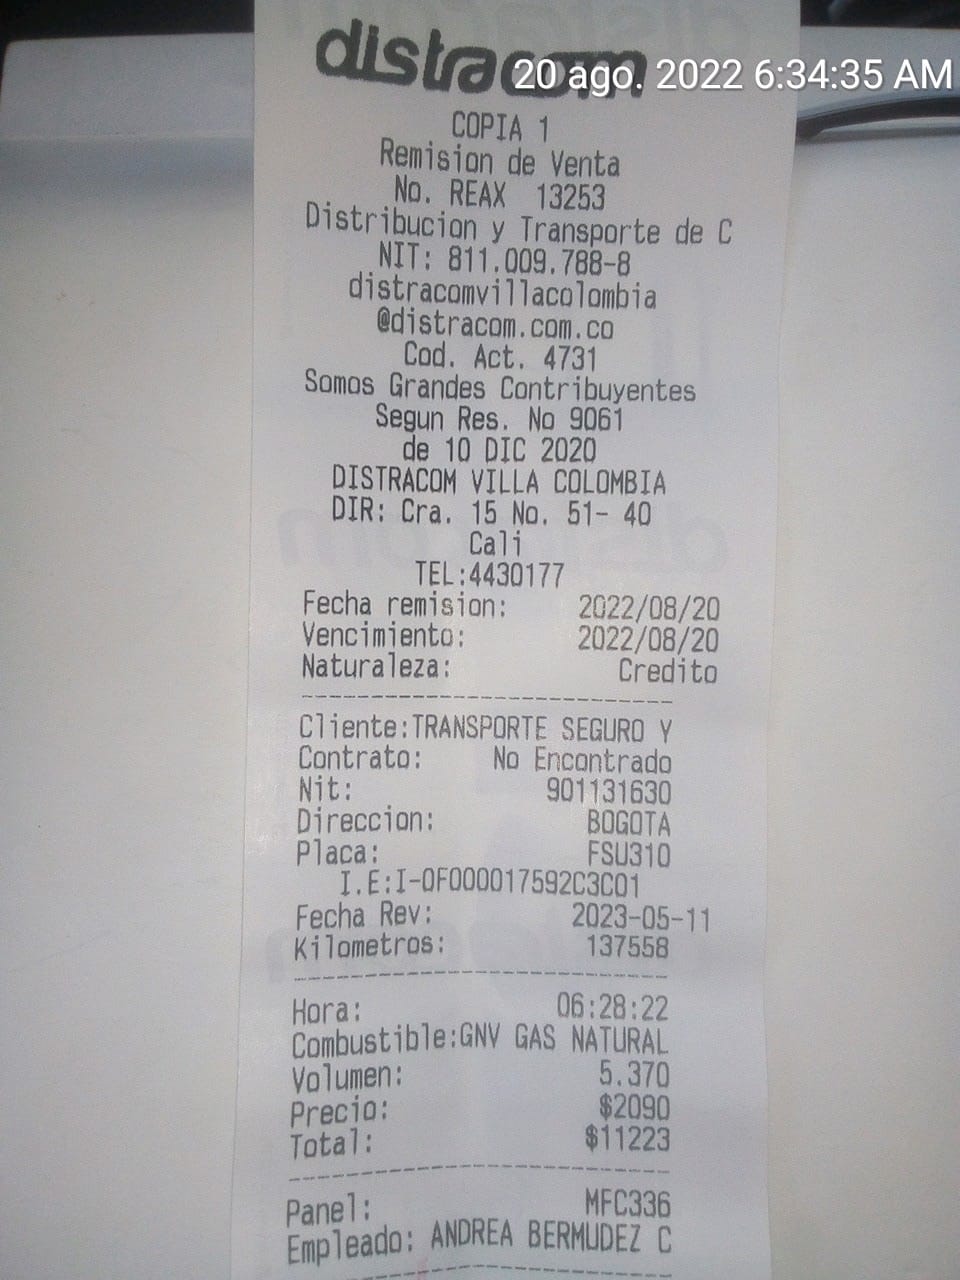 distracom
20 ago. 2022 6:34:35 AM
COPIA 1
Remision de Venta
No. REAX 13253
Distribucion y Transporte de C
NIT: 811.009.788-8
distracomvillacolombia
@distracom.com.co
Cod. Act. 4731
Somos Grandes Contribuyentes
Segun Res. No 9061
de 10 DIC 2020
DISTRACOM VILLA COLOMBIA
DIR: Cra. 15 No. 51- 40
Cali
TEL:4430177
Fecha remision: 2022/08/20
Vencimiento: 2022/08/20
Naturaleza: Credito
Cliente:TRANSPORTE SEGURO Y
Contrato: No Encontrado
Nit: 901131630
Direccion: BOGOTA
Placa: FSU310
I.E:I-0F000017592C3C01
Fecha Rev: 2023-05-11
Kilometros: 137558
Hora: 06:28:22
Combustible:GNV GAS NATURAL
Volumen: 5.370
Precio: $2090
Total: $11223
Panel: MFC336
Empleado: ANDREA BERMUDEZ C